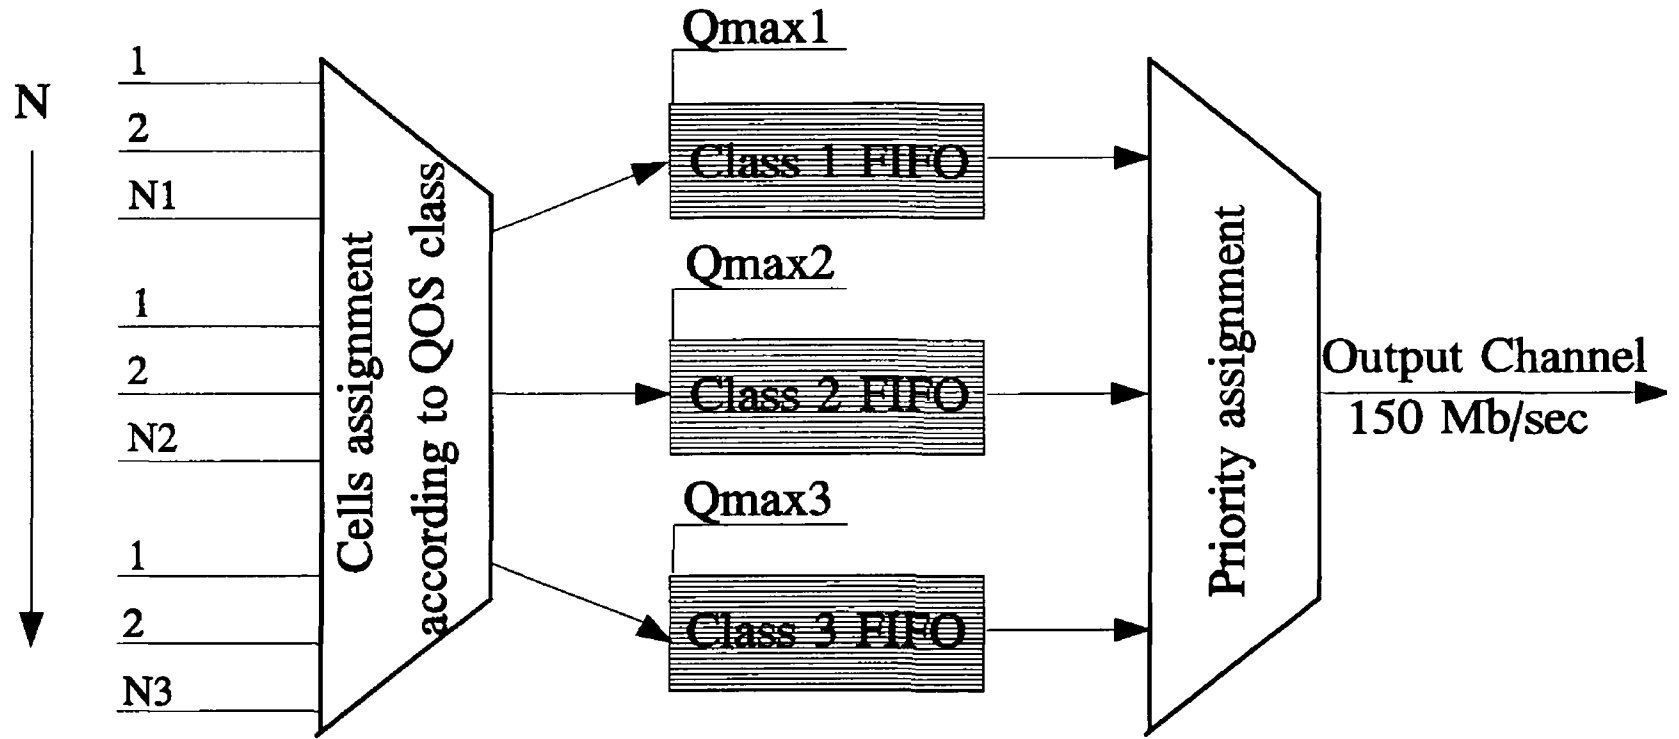 N
1
2
N1
1
2
N2
1
2
N3
Cells assignment
according to QOS class
Qmax1
Class 1 FIFO
Qmax2
Class 2 FIFO
Qmax3
Class 3 FIFO
Priority assignment
Output Channel
150 Mb/sec